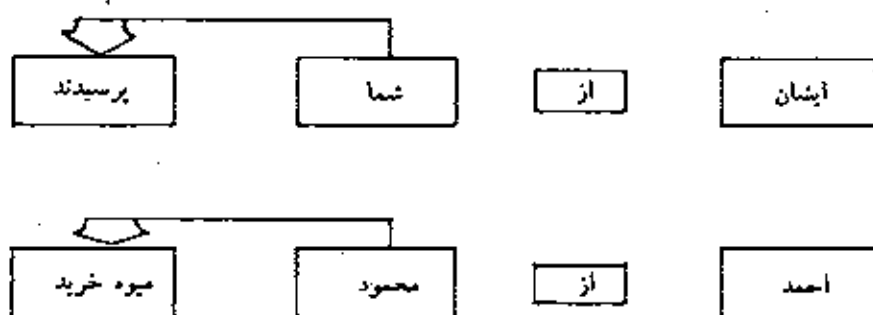 ایشان از شما پرسیدند
احمد از محمود میوه خرید